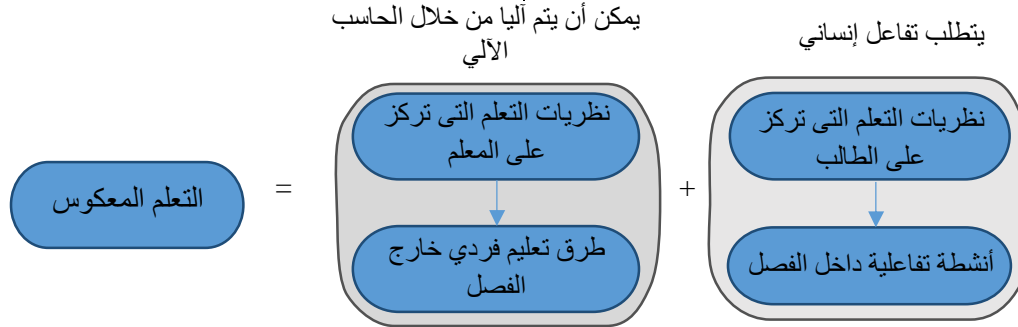 يتطلب تفاعل إنساني
نظريات التعلم التى تركز
على الطالب
أنشطة تفاعلية داخل الفصل
+
يمكن أن يتم آليا من خلال الحاسب
الآلي
نظريات التعلم التى تركز
على المعلم
طرق تعليم فردي خارج
الفصل
=
التعلم المعكوس